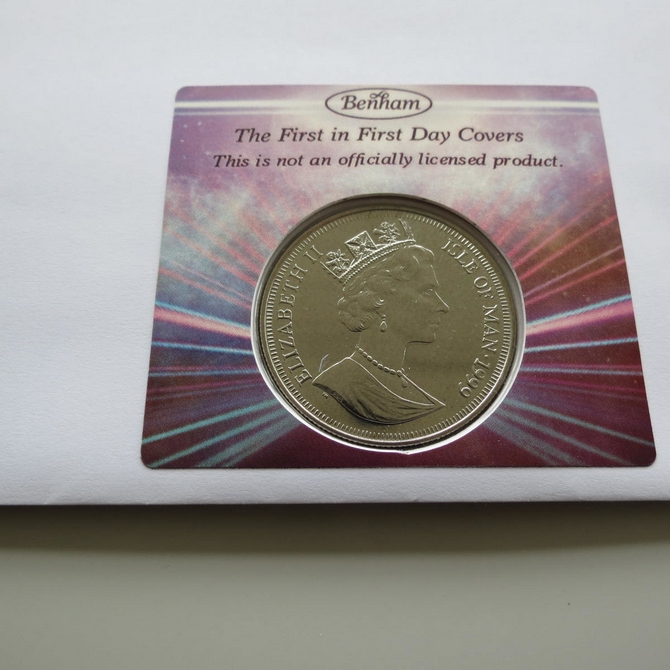 Benham
The First in First Day Covers
This is not an officially licensed product.
ELIZABETH II
ISLE OF MAN · 1999